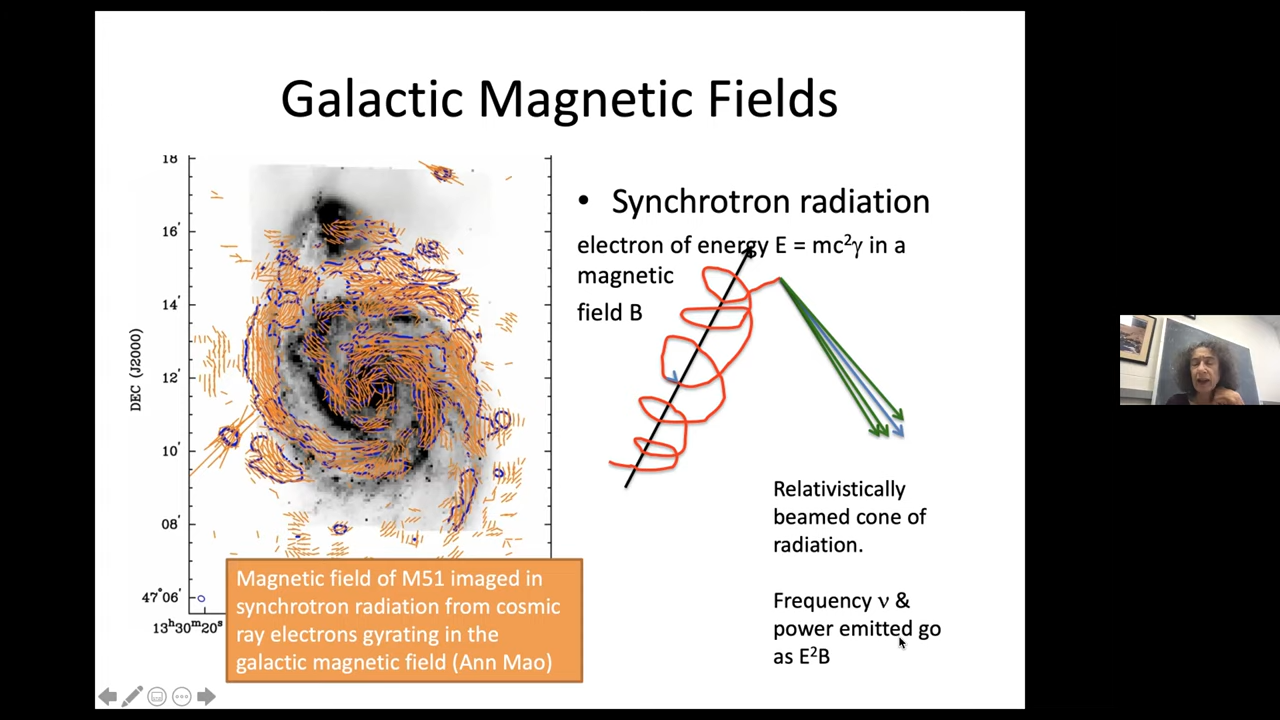 Galactic Magnetic Fields
18
16'
14'
12'
10'
08'
47°06'
13ʰ30ᵐ20ˢ
DEC (J2000)
• Synchrotron radiation
electron of energy E = mc²γ in a
magnetic
field B
Relativistically
beamed cone of
radiation.
Frequency ν &
power emitted go
as E²B
Magnetic field of M51 imaged in
synchrotron radiation from cosmic
ray electrons gyrating in the
galactic magnetic field (Ann Mao)